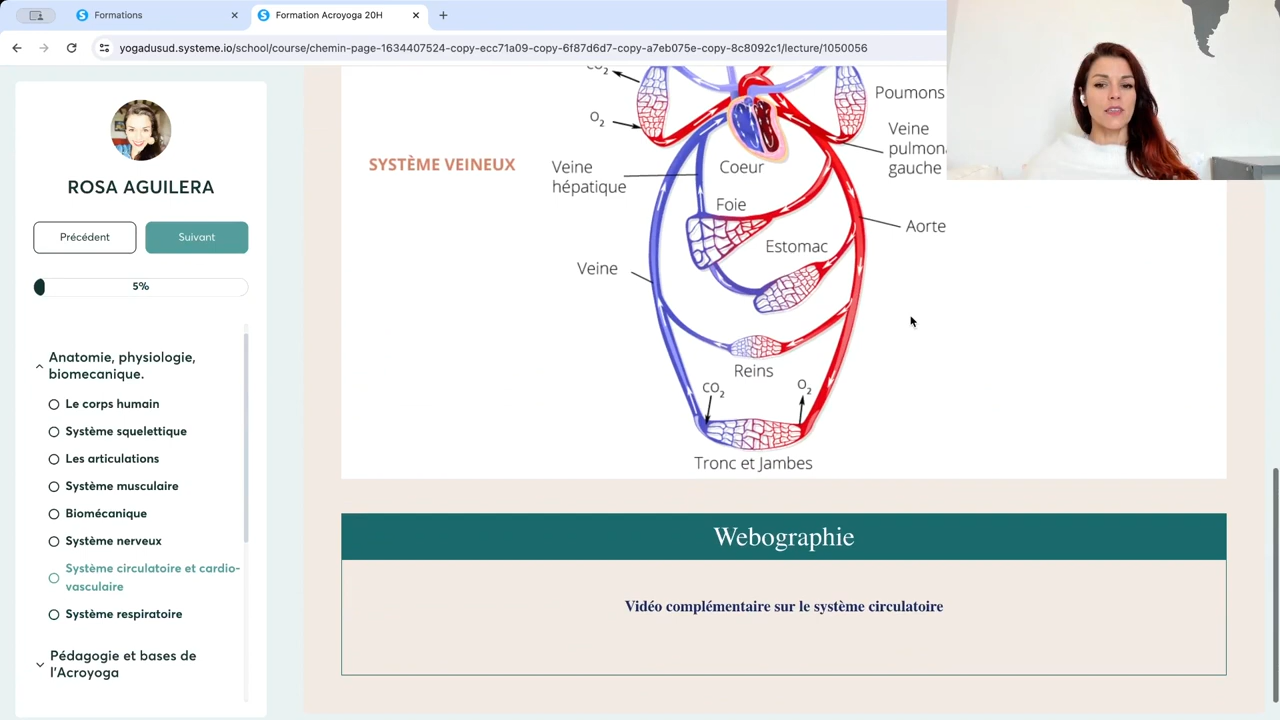 Formations
Formation Acroyoga 20H
yogadusud.systeme.io/school/course/chemin-page-1634407524-copy-ecc71a09-copy-6f87d6d7-copy-a7eb075e-copy-8c8092c1/lecture/1050056
ROSA AGUILERA
Précédent
Suivant
5%
Anatomie, physiologie,
biomecanique.
Le corps humain
Système squelettique
Les articulations
Système musculaire
Biomécanique
Système nerveux
Système circulatoire et cardio-
vasculaire
Système respiratoire
Pédagogie et bases de
l'Acroyoga
CO2
Poumons
O2
SYSTÈME VEINEUX
Veine
hépatique
Coeur
Veine
gauche
Foie
Aorte
Estomac
Veine
Reins
CO2
O2
Tronc et Jambes
Webographie
Vidéo complémentaire sur le système circulatoire